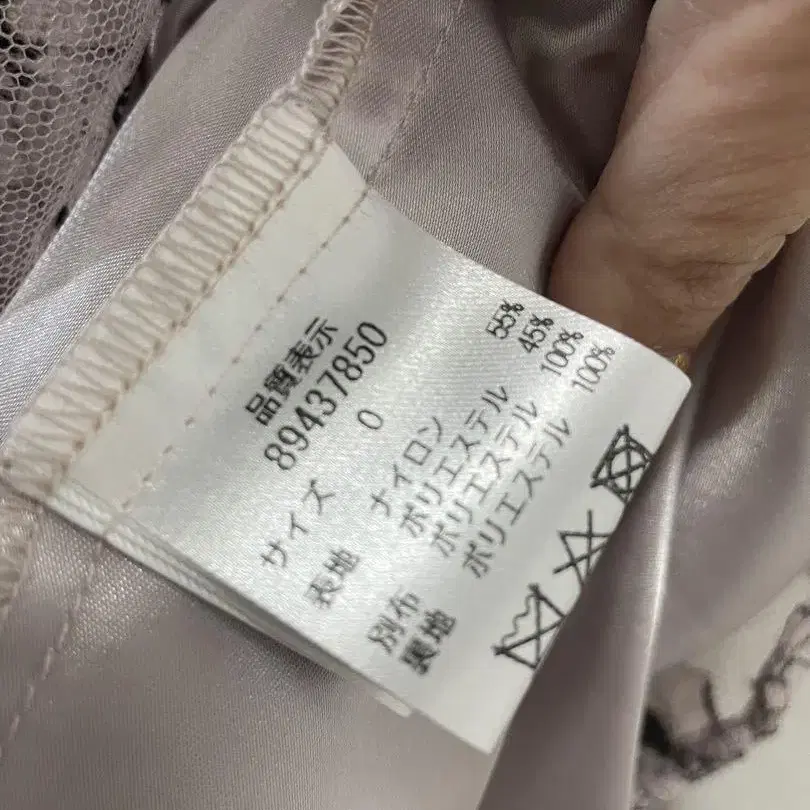 品質表示
89437850
サイズ 0
表地 ナイロン 55%
ポリエステル 45%
別布 ポリエステル 100%
裏地 ポリエステル 100%